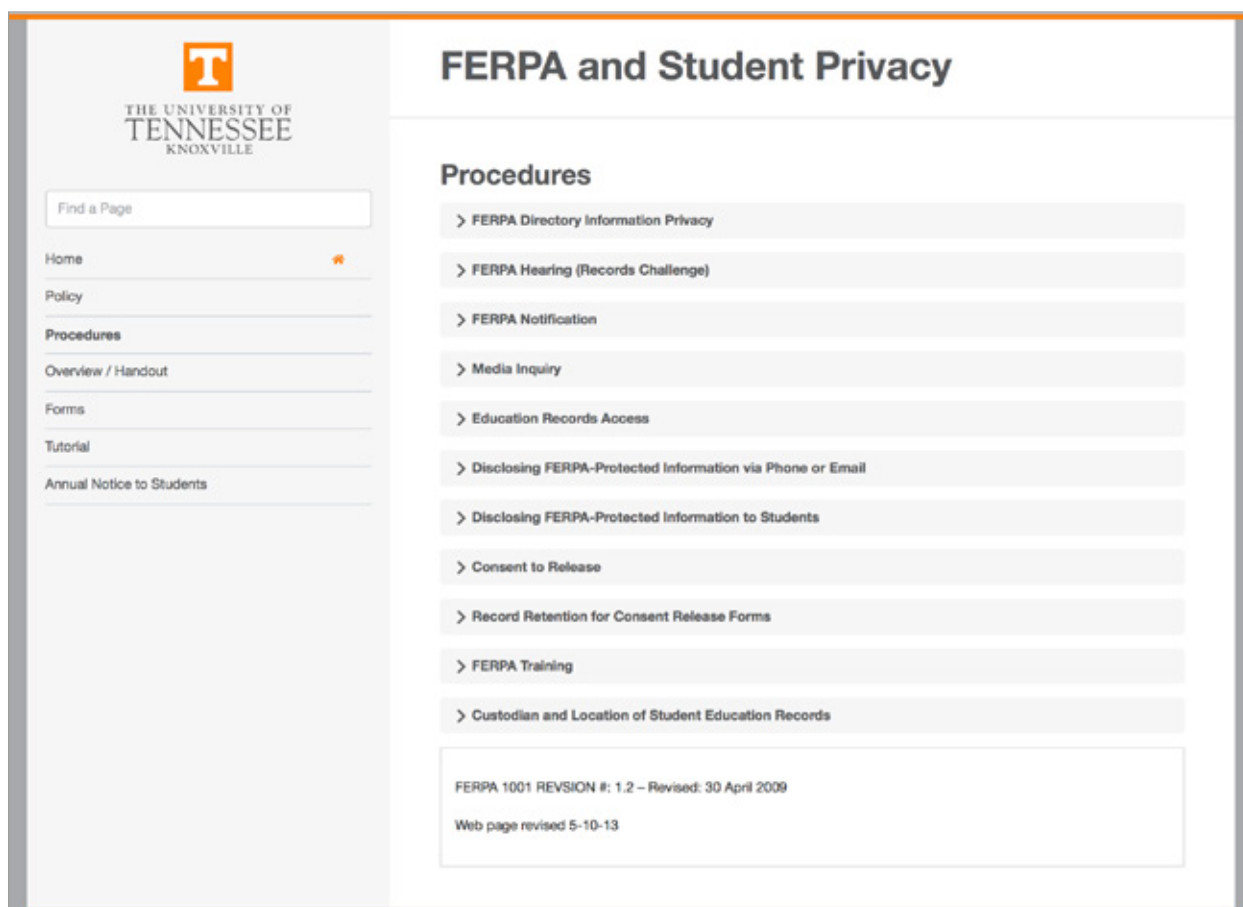 T
THE UNIVERSITY OF
TENNESSEE
KNOXVILLE
Find a Page
Home
Policy
Procedures
Overview / Handout
Forms
Tutorial
Annual Notice to Students
FERPA and Student Privacy
Procedures
FERPA Directory Information Privacy
FERPA Hearing (Records Challenge)
FERPA Notification
Media Inquiry
Education Records Access
Disclosing FERPA-Protected Information via Phone or Email
Disclosing FERPA-Protected Information to Students
Consent to Release
Record Retention for Consent Release Forms
FERPA Training
Custodian and Location of Student Education Records
FERPA 1001 REVSION #: 1.2 – Revised: 30 April 2009
Web page revised 5-10-13